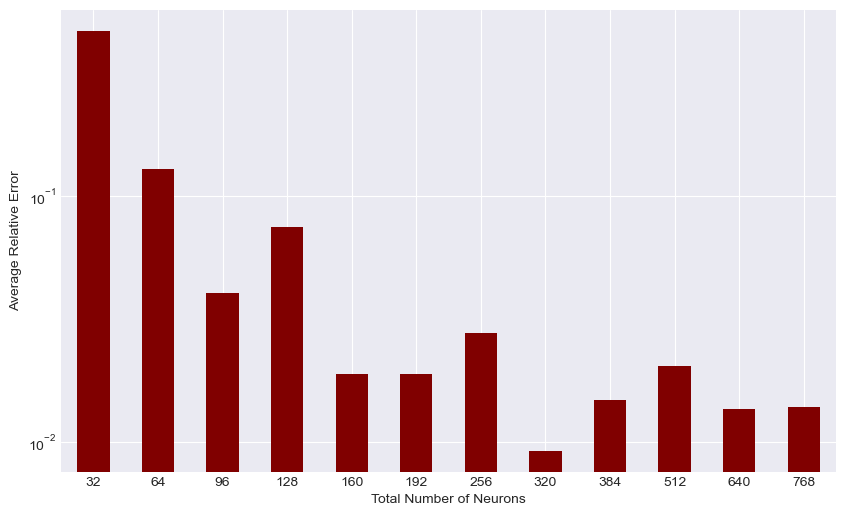 Average Relative Error
10⁻¹
10⁻²
32 64 96 128 160 192 256 320 384 512 640 768
Total Number of Neurons